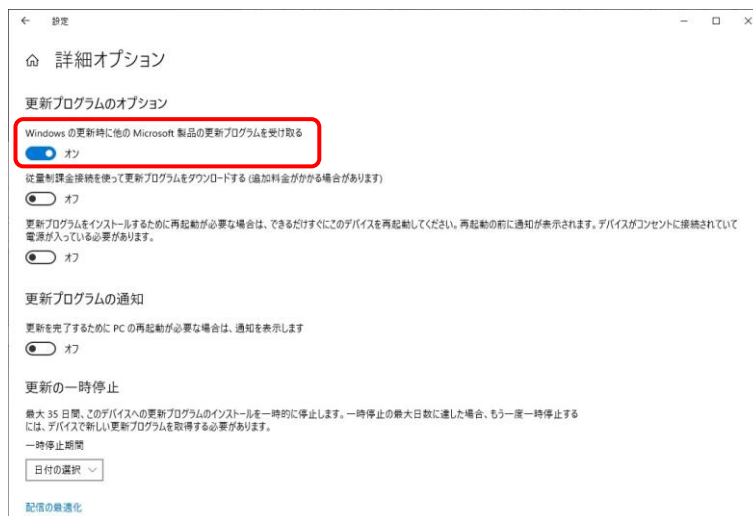 設定
詳細オプション
更新プログラムのオプション
Windows の更新時に他の Microsoft 製品の更新プログラムを受け取る
オン
従量制課金接続を使って更新プログラムをダウンロードする (追加料金がかかる場合があります)
オフ
更新プログラムをインストールするために再起動が必要な場合は、できるだけすぐにこのデバイスを再起動してください。再起動の前に通知が表示されます。デバイスがコンセントに接続されていて
電源が入っている必要があります。
オフ
更新プログラムの通知
更新を完了するために PC の再起動が必要な場合は、通知を表示します
オフ
更新の一時停止
最大 35 日間、このデバイスへの更新プログラムのインストールを一時的に停止します。一時停止の最大日数に達した場合、もう一度一時停止する
には、デバイスで新しい更新プログラムを取得する必要があります。
一時停止期間
日付の選択
配信の最適化